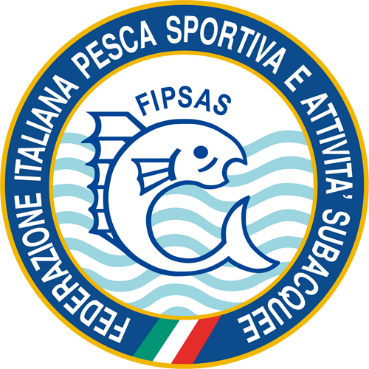 FEDERAZIONE ITALIANA PESCA SPORTIVA E ATTIVITA' SUBACQUEE
FIPSAS